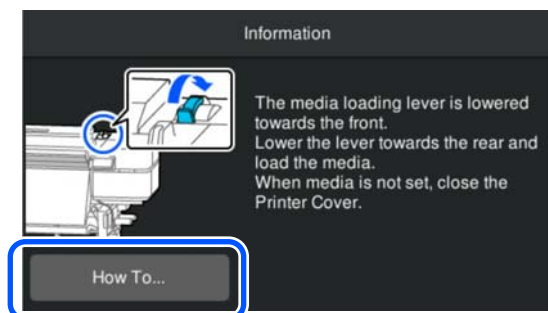 Information
The media loading lever is lowered
towards the front.
Lower the lever towards the rear and
load the media.
When media is not set, close the
Printer Cover.
How To...